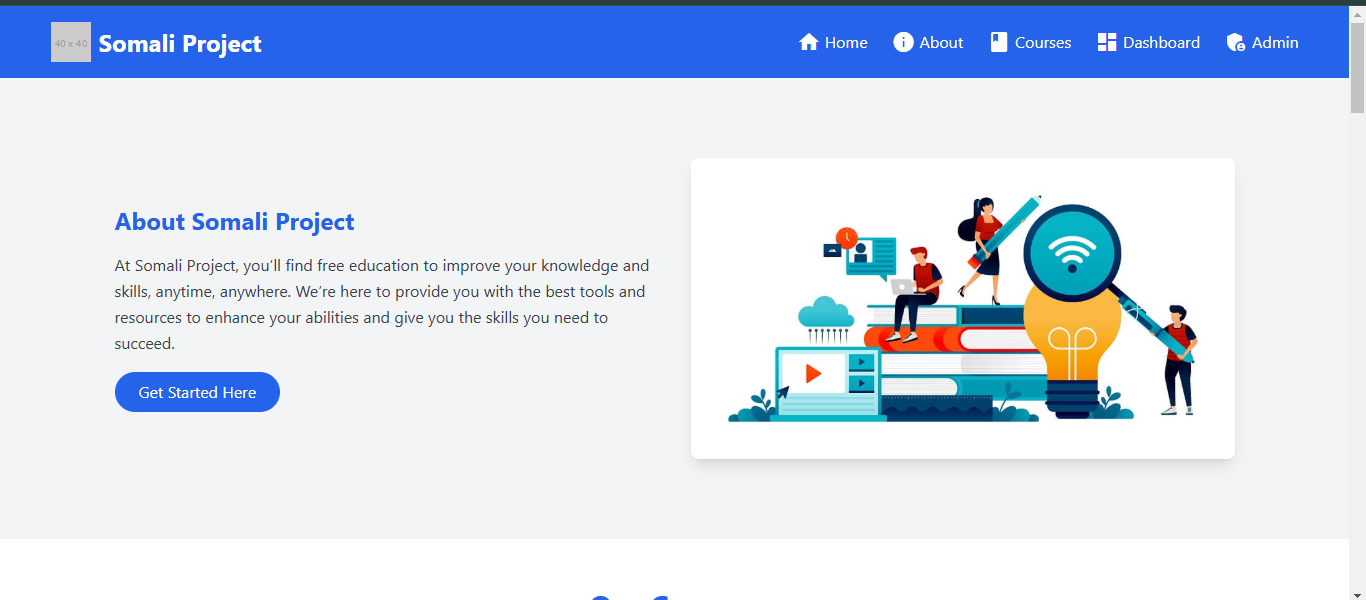 40 x 40
Somali Project
Home
About
Courses
Dashboard
Admin
About Somali Project
At Somali Project, you’ll find free education to improve your knowledge and
skills, anytime, anywhere. We’re here to provide you with the best tools and
resources to enhance your abilities and give you the skills you need to
succeed.
Get Started Here